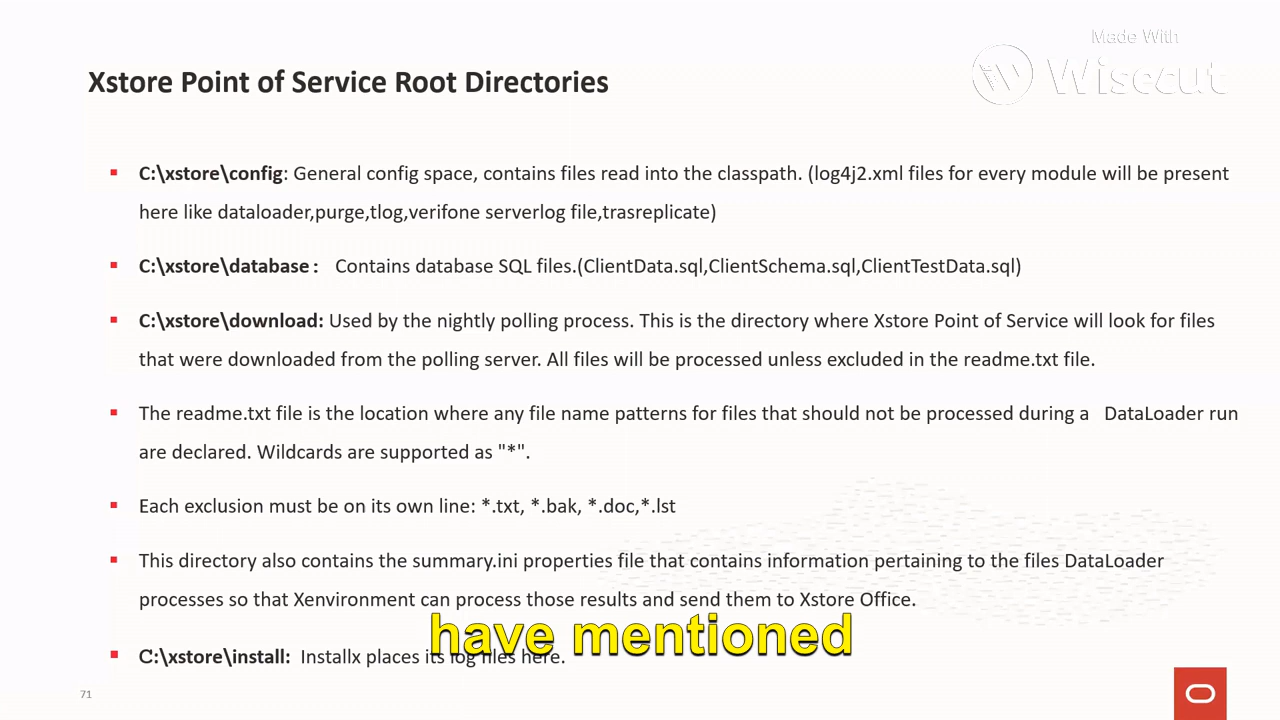 Made With
Wisecut
Xstore Point of Service Root Directories
▪ C:\xstore\config: General config space, contains files read into the classpath. (log4j2.xml files for every module will be present
here like dataloader,purge,tlog,verifone serverlog file,trasreplicate)
▪ C:\xstore\database: Contains database SQL files.(ClientData.sql,ClientSchema.sql,ClientTestData.sql)
▪ C:\xstore\download: Used by the nightly polling process. This is the directory where Xstore Point of Service will look for files
that were downloaded from the polling server. All files will be processed unless excluded in the readme.txt file.
▪ The readme.txt file is the location where any file name patterns for files that should not be processed during a DataLoader run
are declared. Wildcards are supported as "*".
▪ Each exclusion must be on its own line: *.txt, *.bak, *.doc,*.lst
▪ This directory also contains the summary.ini properties file that contains information pertaining to the files DataLoader
processes so that Xenvironment can process those results and send them to Xstore Office.
have mentioned
▪ C:\xstore\install: Installx places its log files here.
71